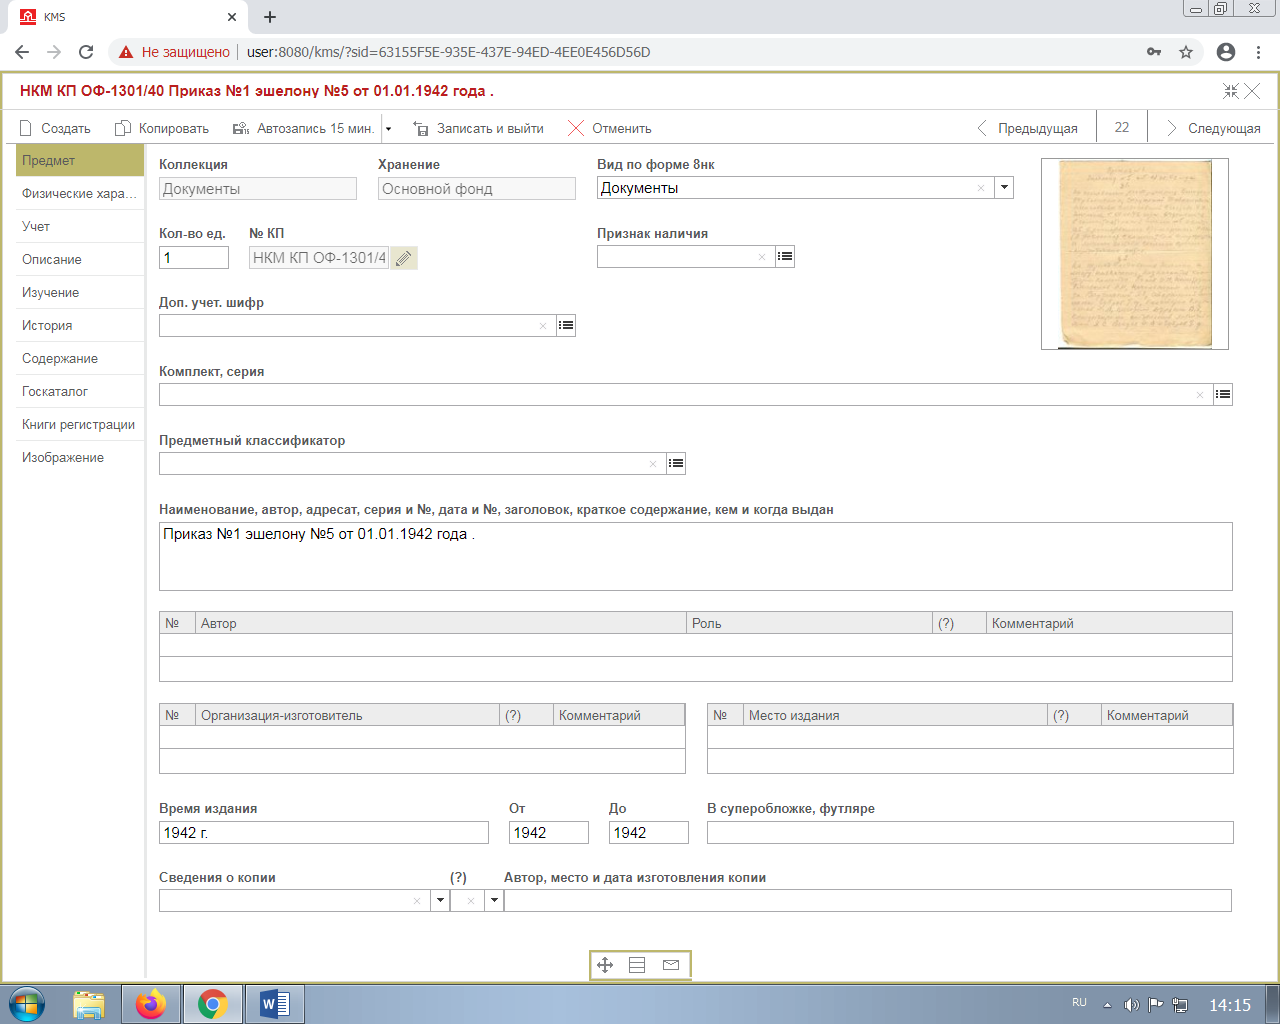 KMS
Не защищено user:8080/kms/?sid=63155F5E-935E-437E-94ED-4EE0E456D56D
НКМ КП ОФ-1301/40 Приказ №1 эшелону №5 от 01.01.1942 года .
Создать Копировать Автозапись 15 мин. Записать и выйти Отменить Предыдущая 22 Следующая
Предмет
Физические хара...
Учет
Описание
Изучение
История
Содержание
Госкаталог
Книги регистрации
Изображение
Коллекция Хранение Вид по форме 8нк
Документы Основной фонд Документы
Кол-во ед. № КП Признак наличия
1 НКМ КП ОФ-1301/4
Доп. учет. шифр
Комплект, серия
Предметный классификатор
Наименование, автор, адресат, серия и №, дата и №, заголовок, краткое содержание, кем и когда выдан
Приказ №1 эшелону №5 от 01.01.1942 года .
№ Автор Роль (?) Комментарий
№ Организация-изготовитель (?) Комментарий № Место издания (?) Комментарий
Время издания От До В суперобложке, футляре
1942 г. 1942 1942
Сведения о копии (?) Автор, место и дата изготовления копии
RU 14:15